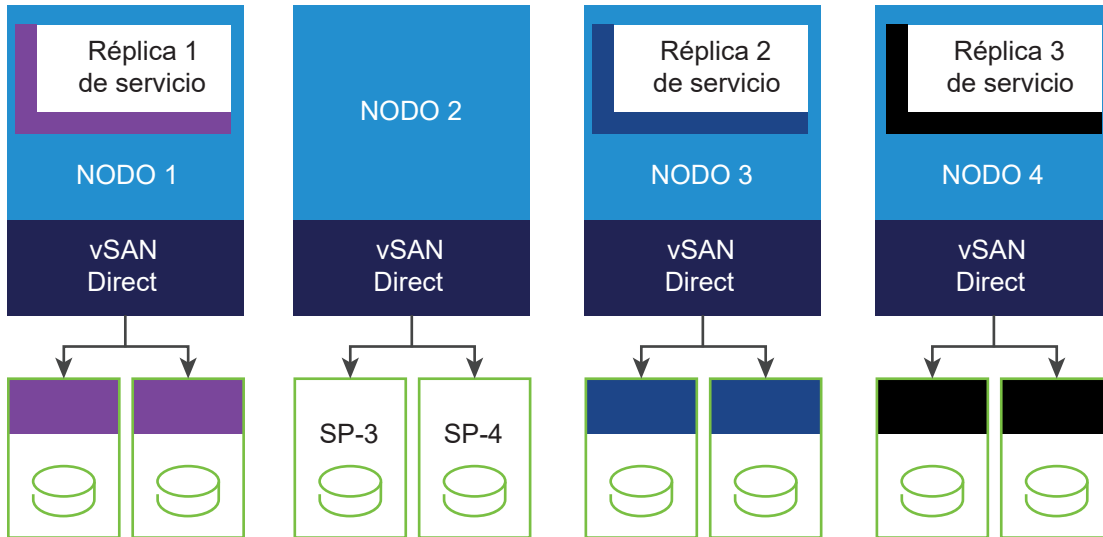 Réplica 1
de servicio
NODO 1
vSAN
Direct
NODO 2
vSAN
Direct
SP-3
SP-4
Réplica 2
de servicio
NODO 3
vSAN
Direct
Réplica 3
de servicio
NODO 4
vSAN
Direct